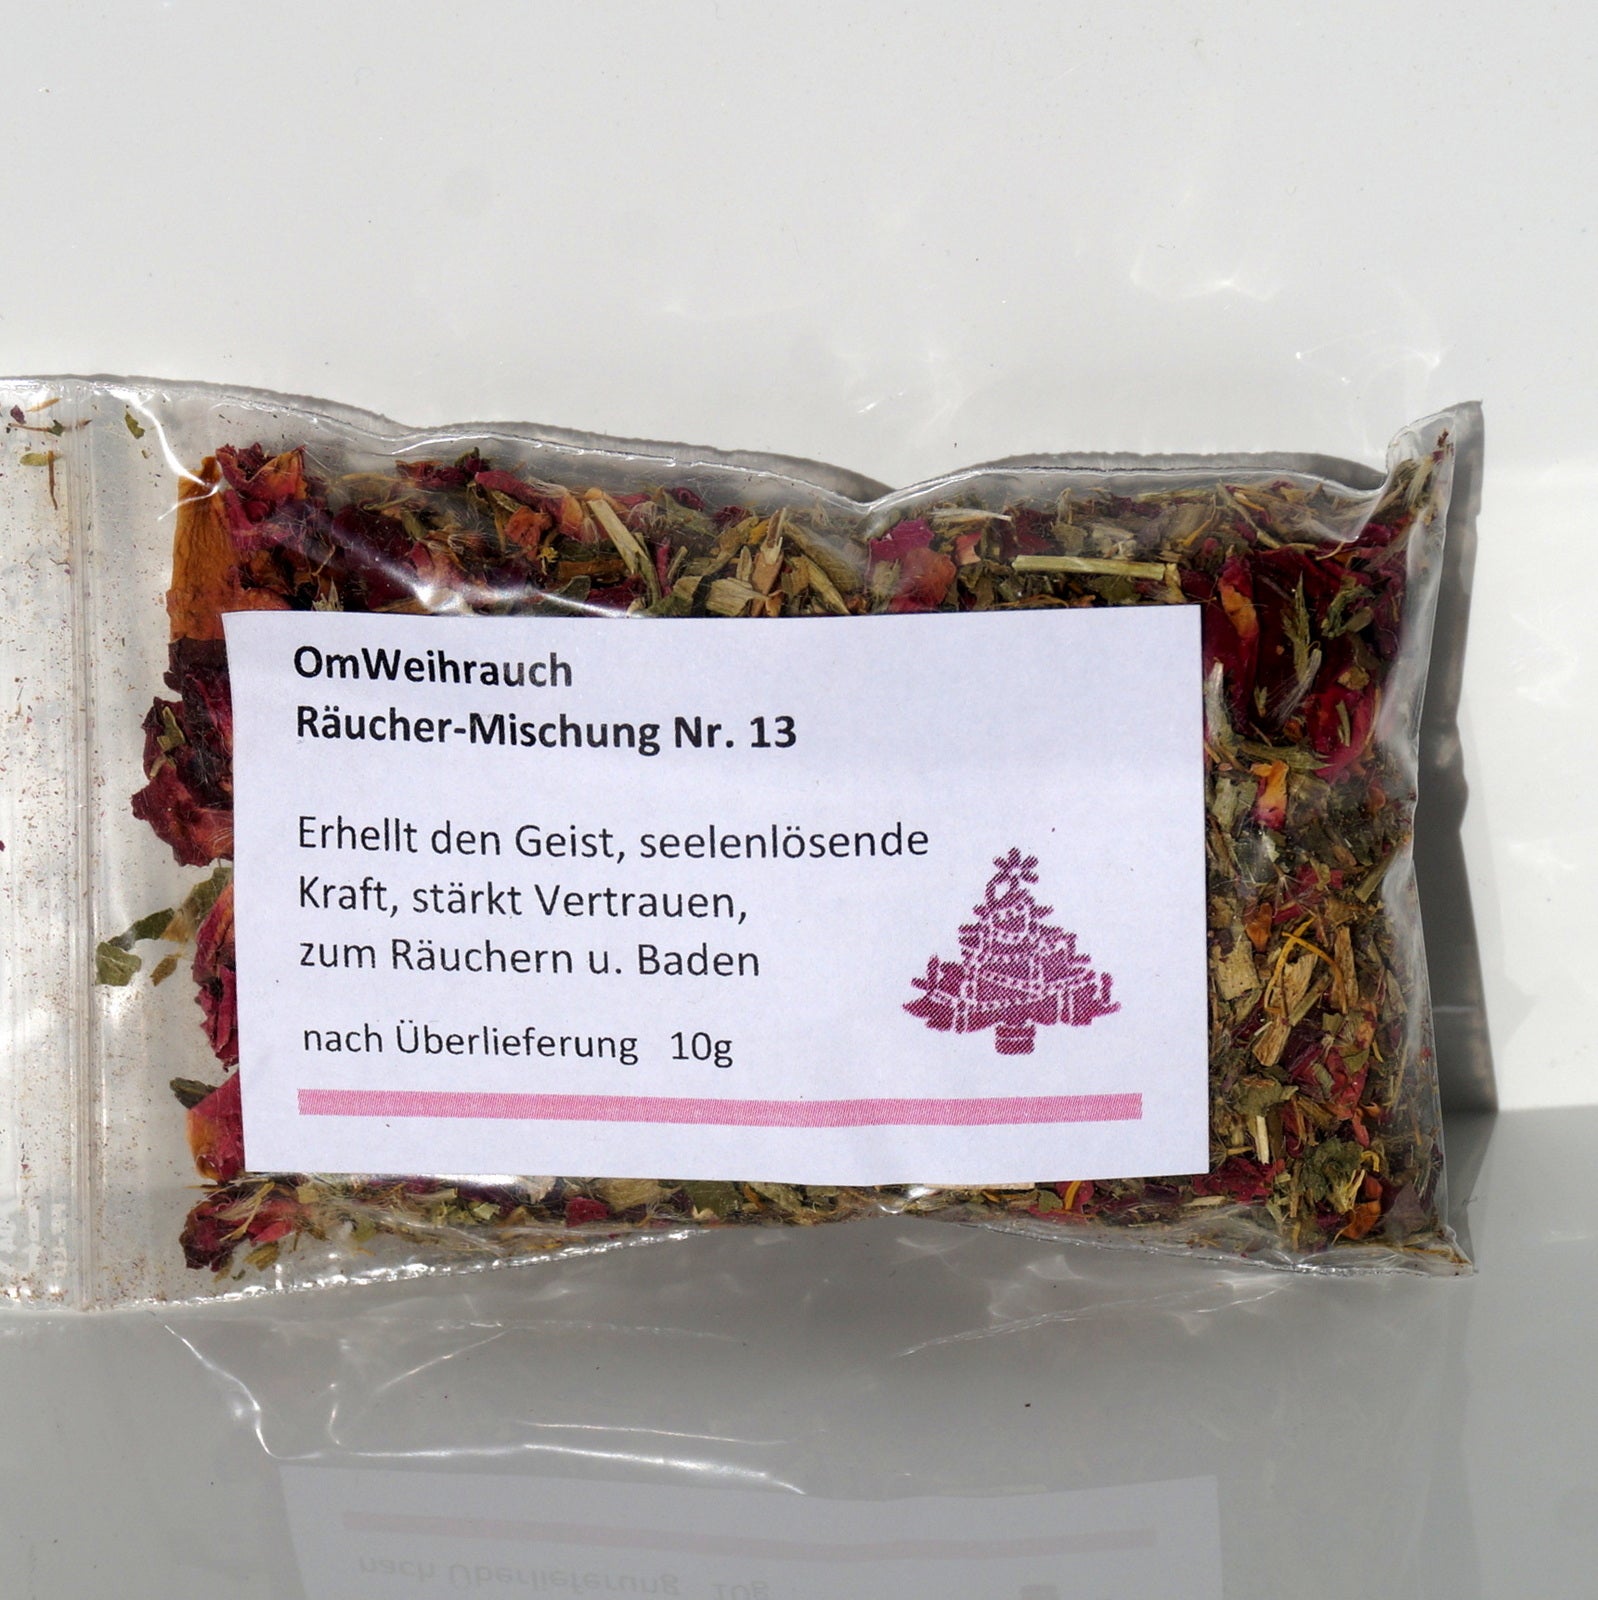 OmWeihrauch
Räucher-Mischung Nr. 13
Erhellt den Geist, seelenlösende
Kraft, stärkt Vertrauen,
zum Räuchern u. Baden
nach Überlieferung 10g